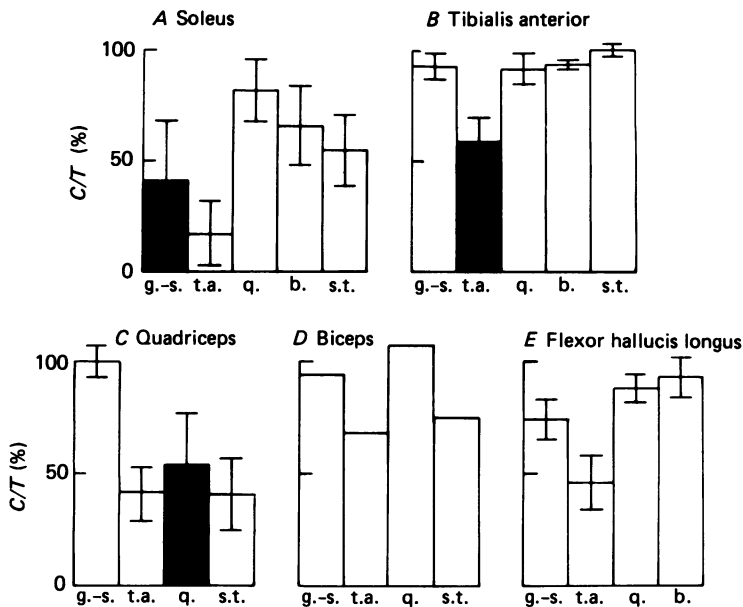 A Soleus
B Tibialis anterior
100
50
0
C/T (%)
g.-s. t.a. q. b. s.t.
g.-s. t.a. q. b. s.t.
C Quadriceps
D Biceps
E Flexor hallucis longus
100
50
0
C/T (%)
g.-s. t.a. q. s.t.
g.-s. t.a. q. s.t.
g.-s. t.a. q. b.